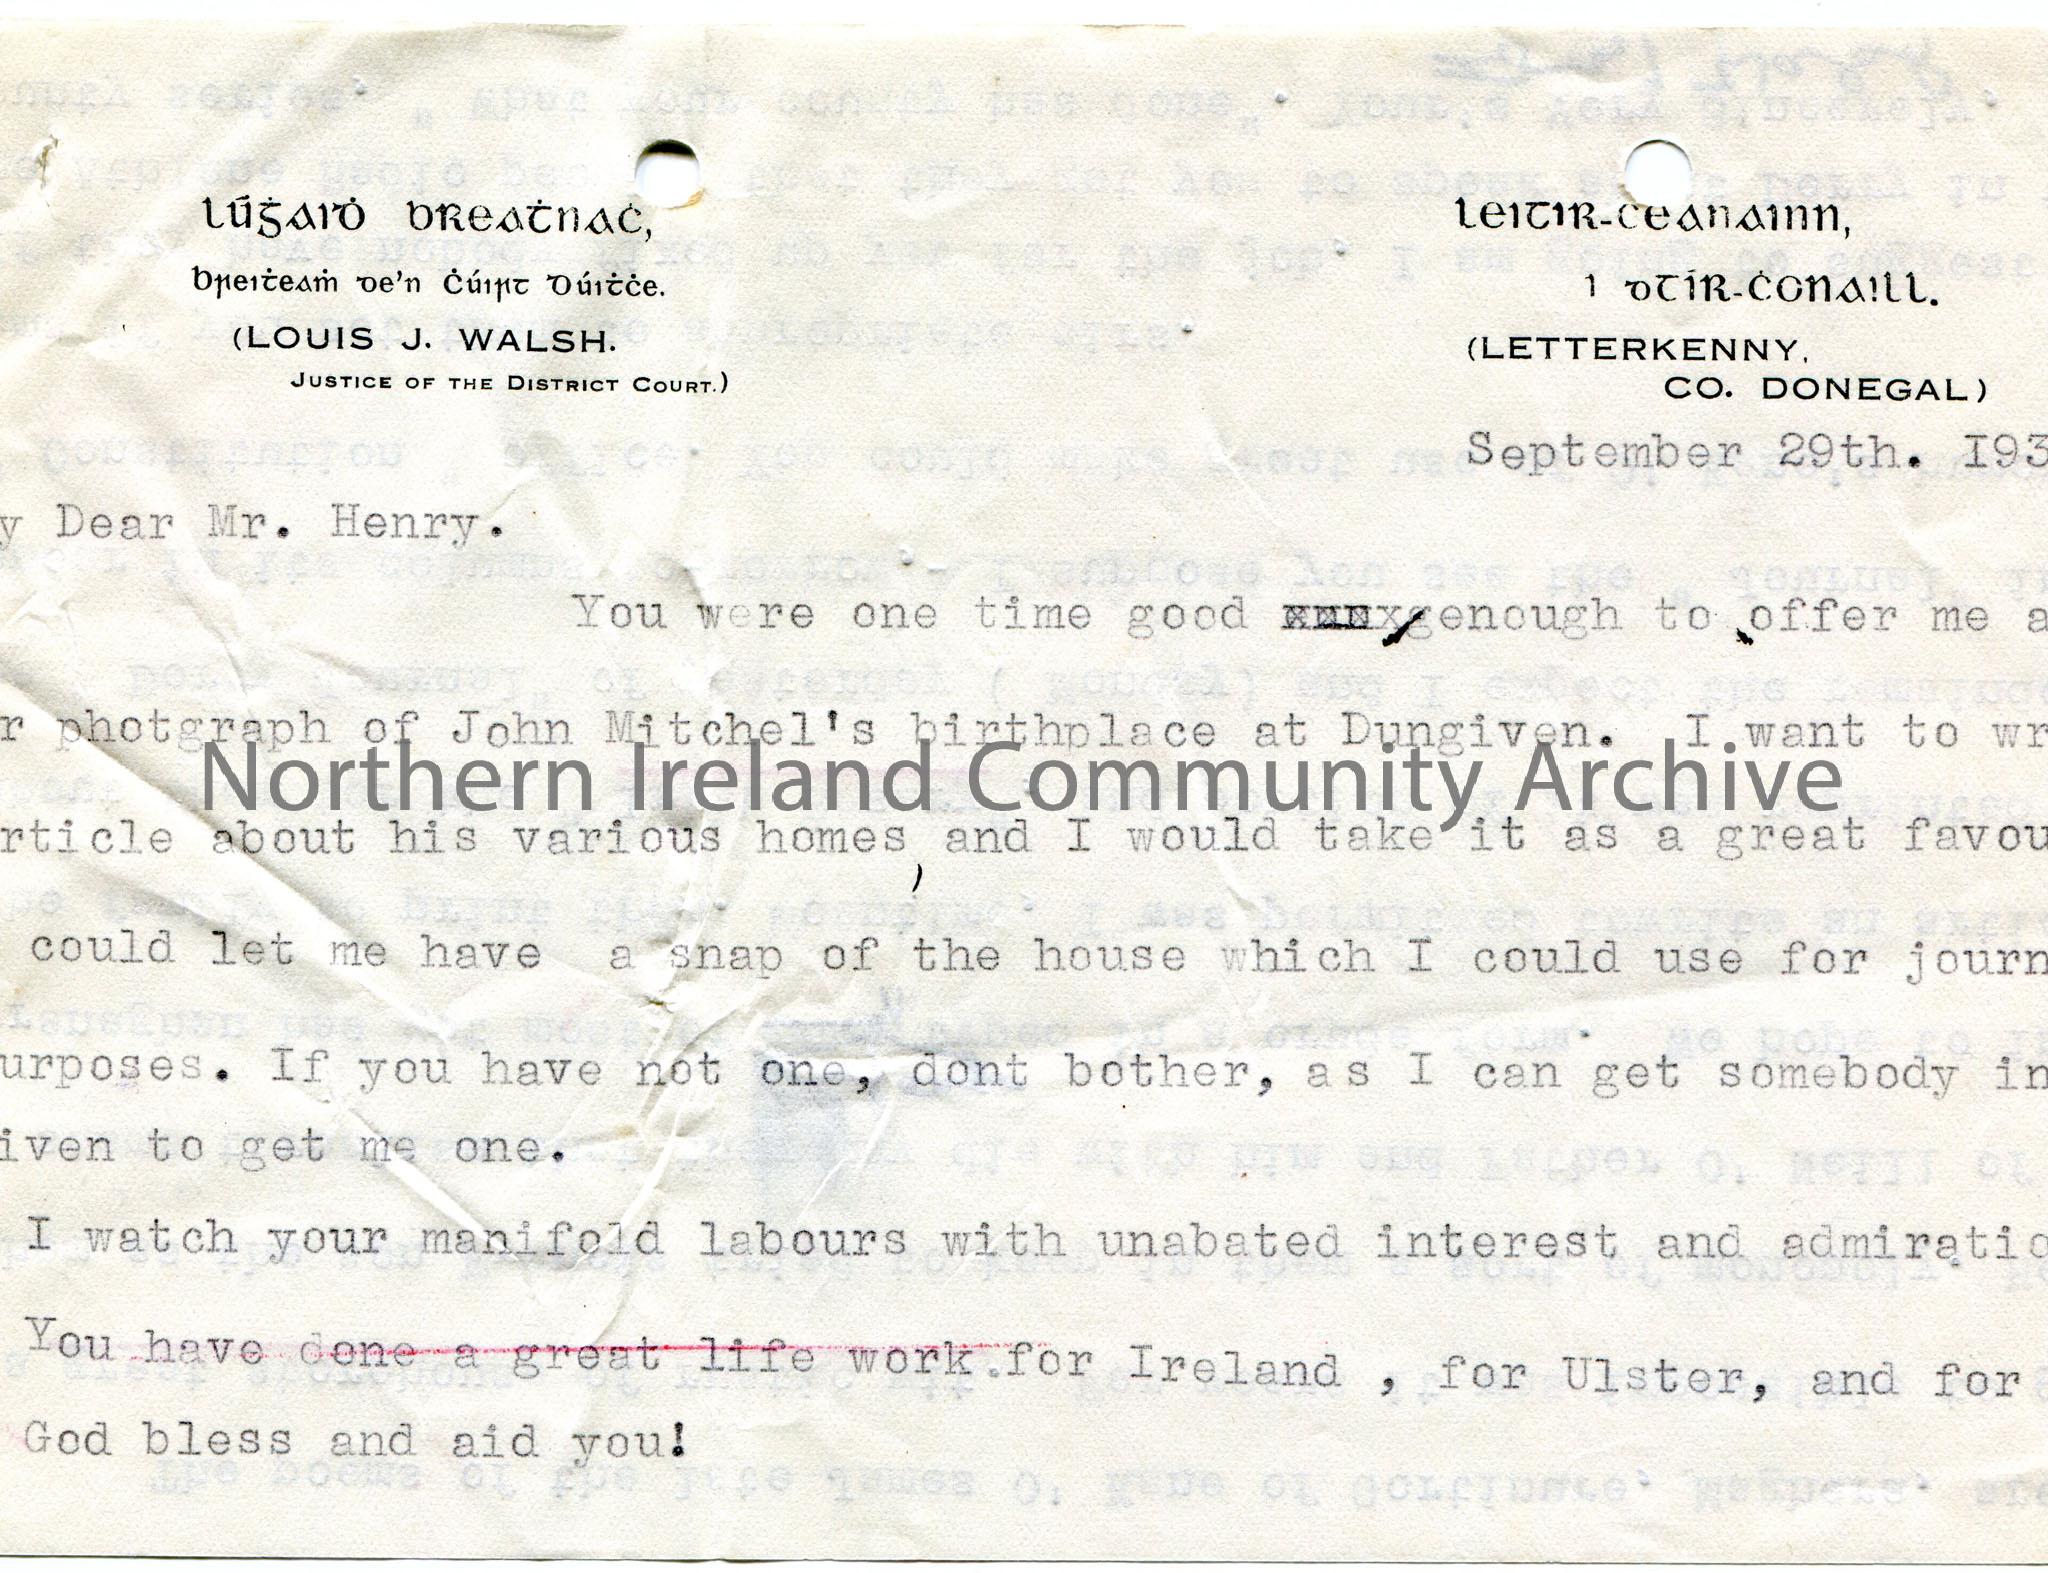 Lúġaiḋ Breaṫnaċ,
Breiṫeaṁ de'n Ċúirt Dúiṫċe.
(LOUIS J. WALSH.
JUSTICE OF THE DISTRICT COURT.)
Leitir-Ceanainn,
i dTír-Ċonaill.
(LETTERKENNY,
CO. DONEGAL)
September 29th. 193
y Dear Mr. Henry.
You were one time good xxxxgenough to offer me a
r photgraph of John Mitchel's birthplace at Dungiven. I want to wr
Northern Ireland Community Archive
rticle about his various homes, and I would take it as a great favou
could let me have a snap of the house which I could use for journ
urposes. If you have not one, dont bother, as I can get somebody in
iven to get me one.
I watch your manifold labours with unabated interest and admiratio
You have done a great life work.for Ireland , for Ulster, and for
God bless and aid you!